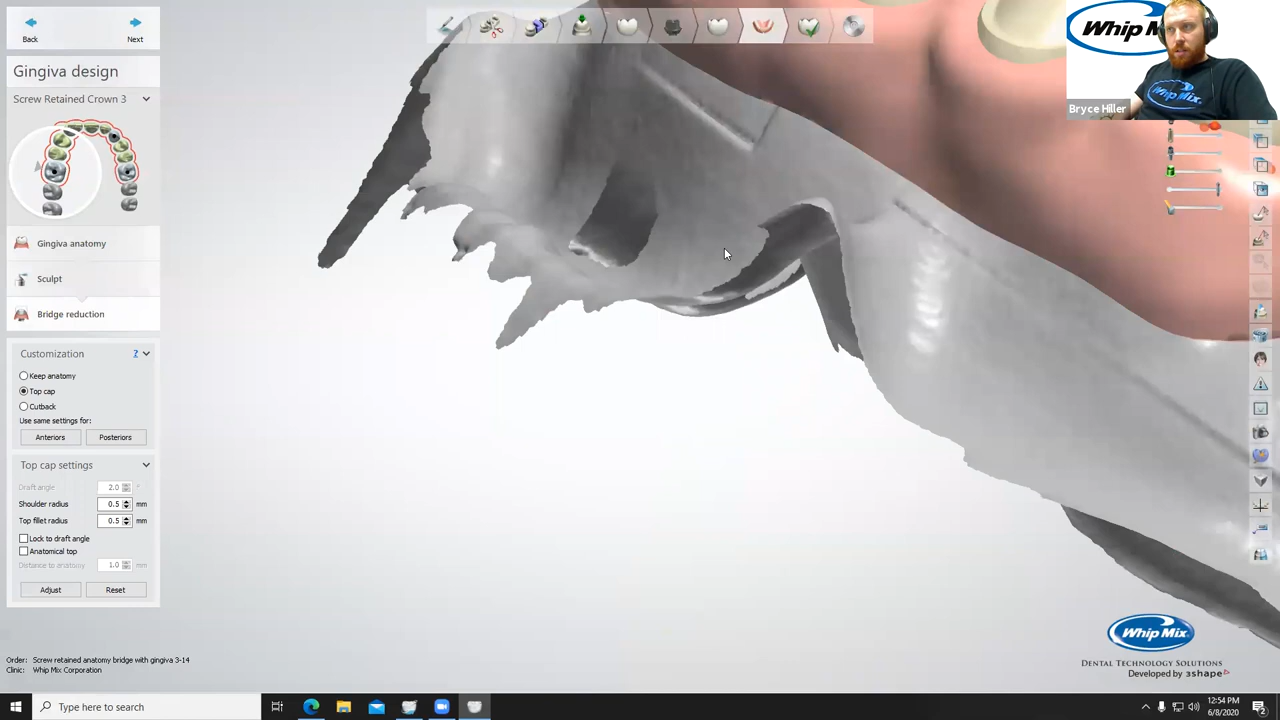 Back
Next
Gingiva design
Screw Retained Crown 3
Gingiva anatomy
Sculpt
Bridge reduction
Customization
?
Keep anatomy
Top cap
Cutback
Use same settings for:
Anteriors
Posteriors
Top cap settings
Draft angle 2.0 °
Shoulder radius 0.5 mm
Top fillet radius 0.5 mm
Lock to draft angle
Anatomical top
Distance to anatomy 1.0 mm
Adjust
Reset
Order: Screw retained anatomy bridge with gingiva 3-14
Clinic: Whip Mix Corporation
Whip M
Whip Mix
Bryce Hiller
Whip Mix
DENTAL TECHNOLOGY SOLUTIONS
Developed by 3shape
Type here to search
12:54 PM
6/8/2020
2